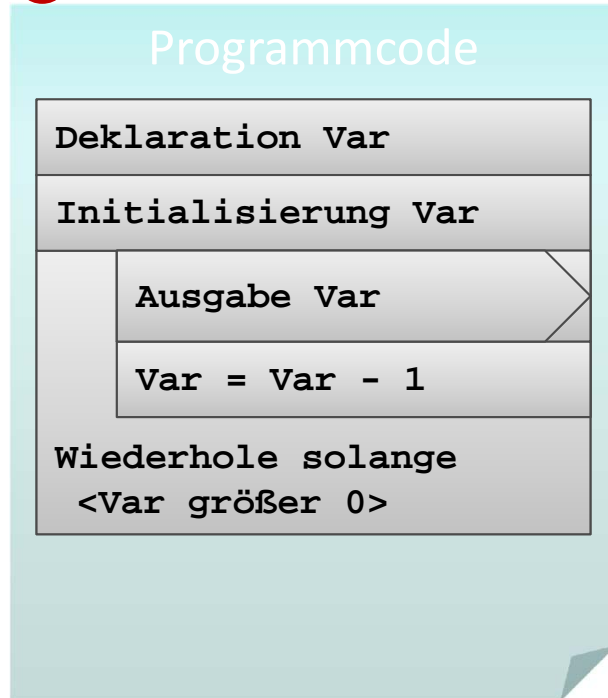 Programmcode
Deklaration Var
Initialisierung Var
Ausgabe Var
Var = Var - 1
Wiederhole solange
<Var größer 0>